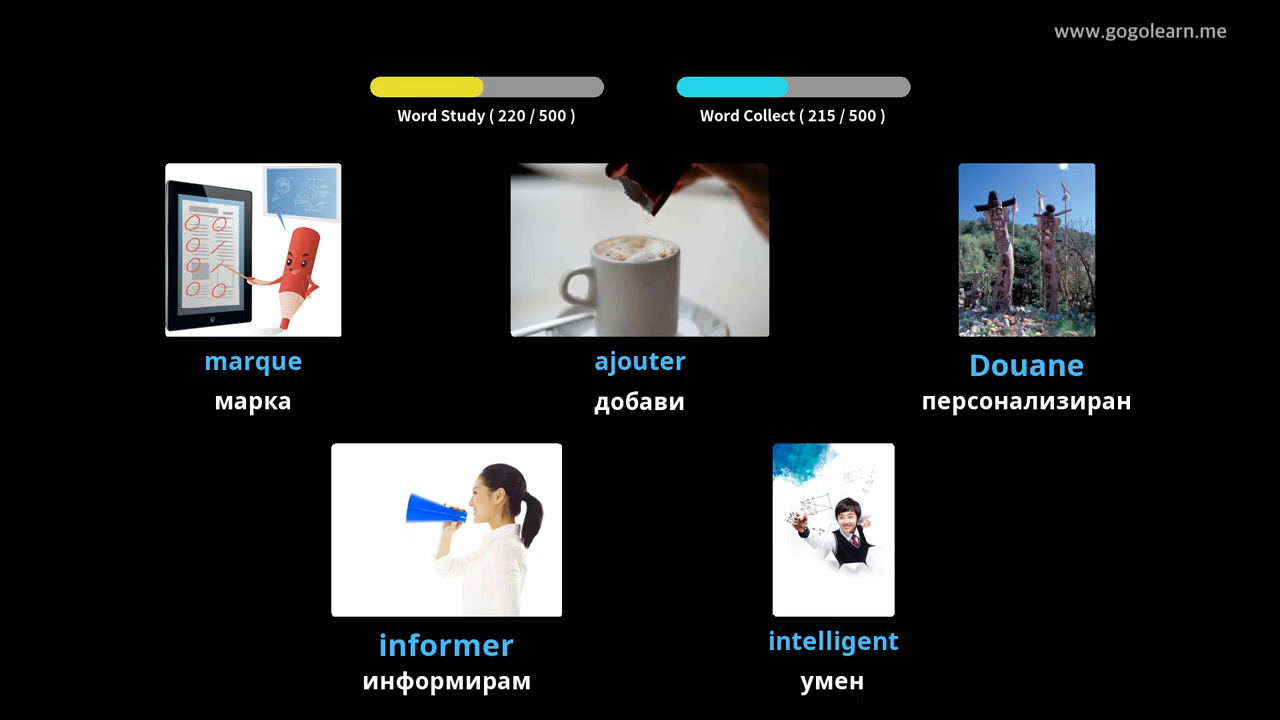 www.gogolearn.me
Word Study ( 220 / 500 )
Word Collect ( 215 / 500 )
marque
ajouter
Douane
марка
добави
персонализиран
informer
intelligent
информирам
умен